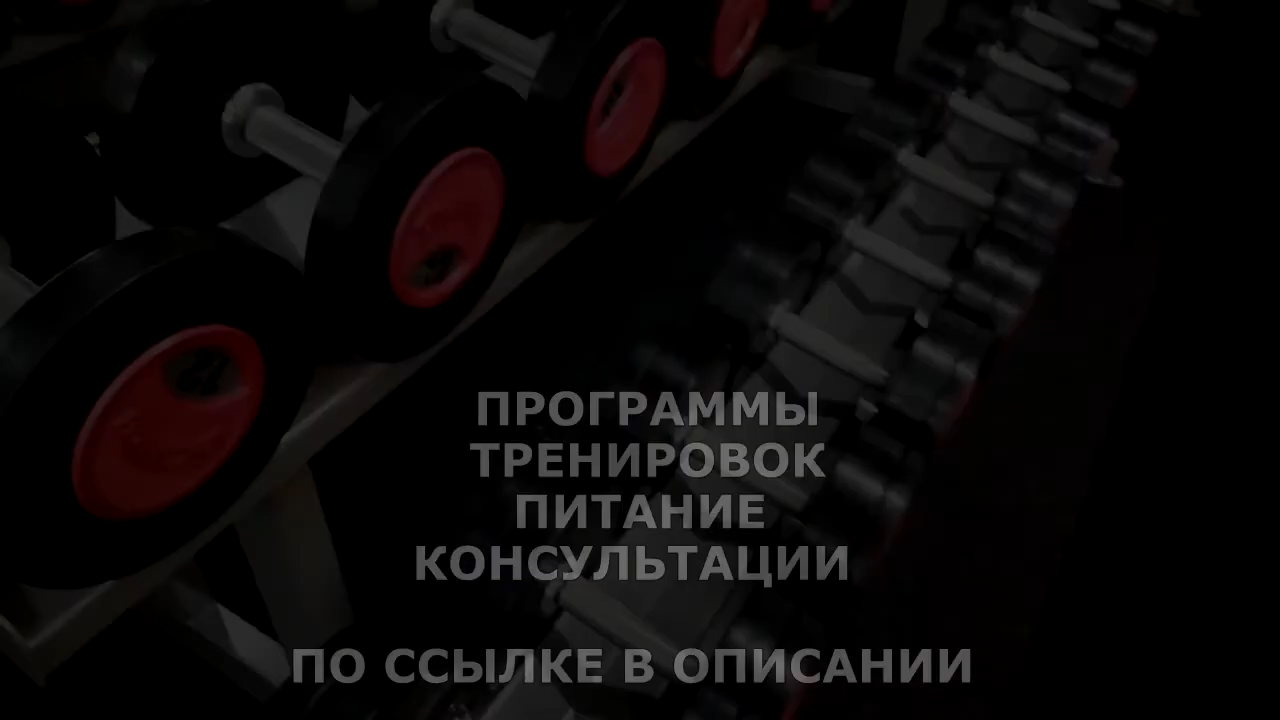 ПРОГРАММЫ
ТРЕНИРОВОК
ПИТАНИЕ
КОНСУЛЬТАЦИИ
ПО ССЫЛКЕ В ОПИСАНИИ